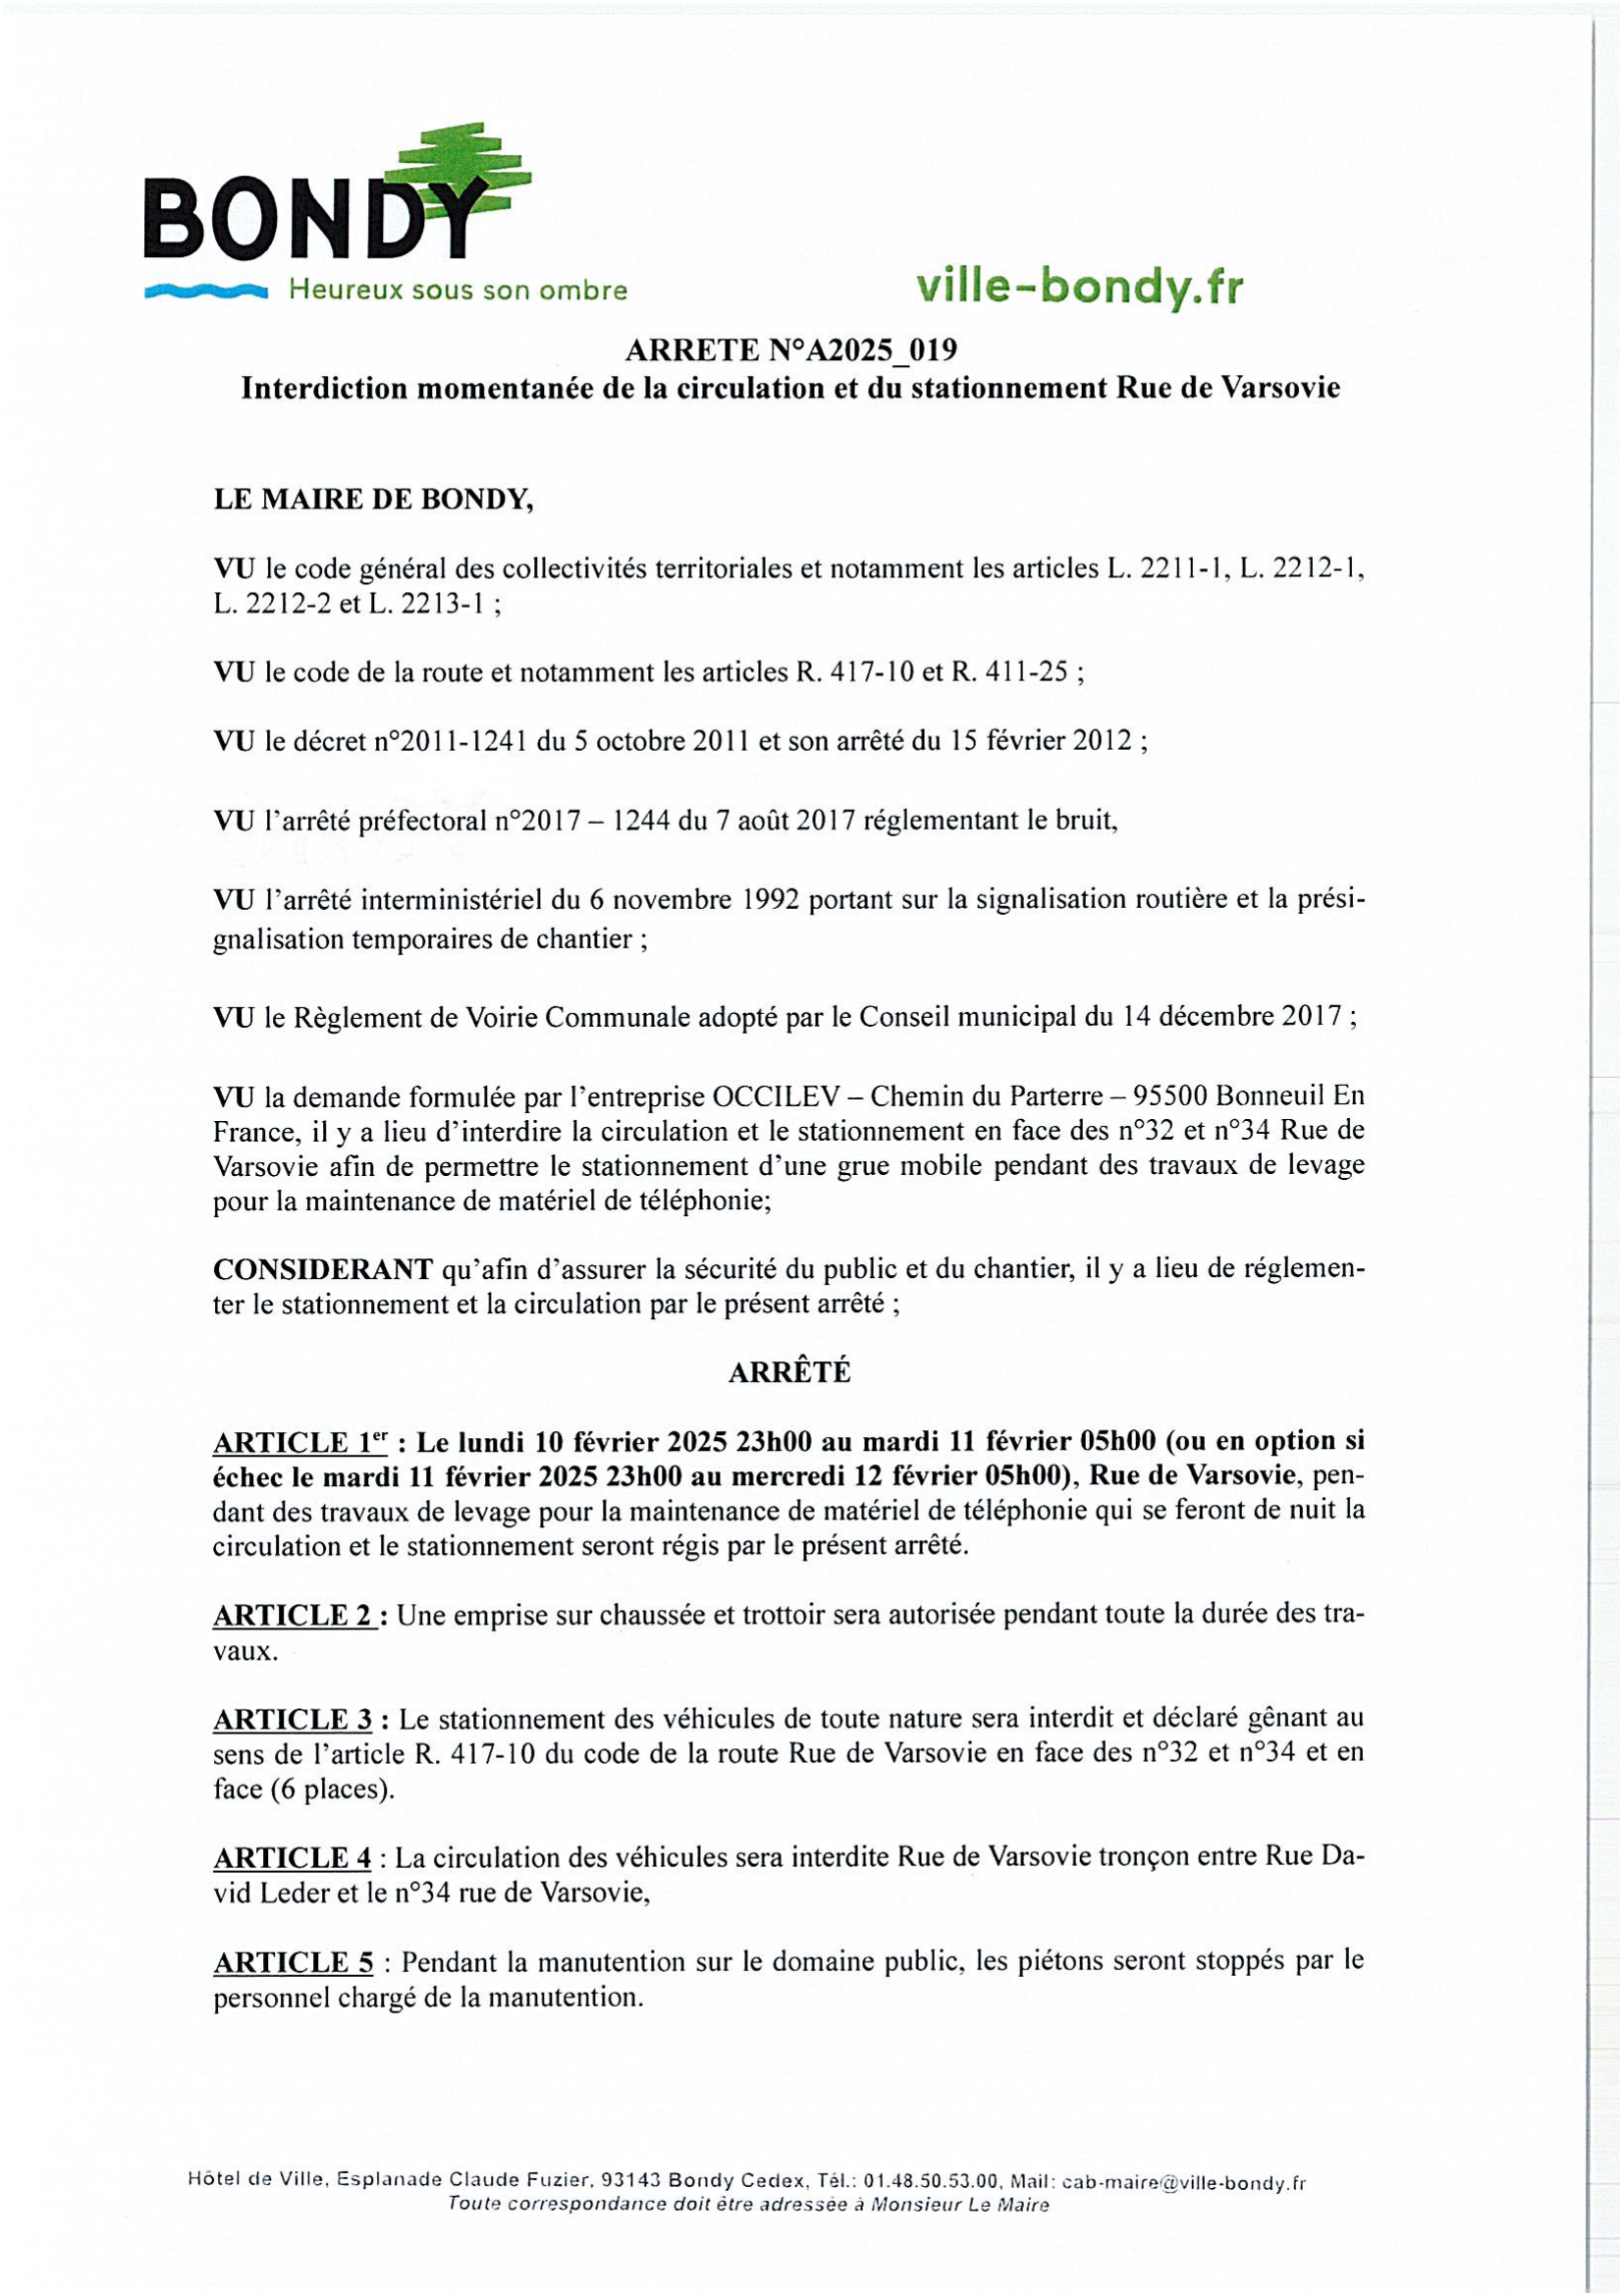 BONDY
Heureux sous son ombre
ville-bondy.fr
ARRETE N°A2025_019
Interdiction momentanée de la circulation et du stationnement Rue de Varsovie
LE MAIRE DE BONDY,
VU le code général des collectivités territoriales et notamment les articles L. 2211-1, L. 2212-1,
L. 2212-2 et L. 2213-1 ;
VU le code de la route et notamment les articles R. 417-10 et R. 411-25 ;
VU le décret n°2011-1241 du 5 octobre 2011 et son arrêté du 15 février 2012 ;
VU l'arrêté préfectoral n°2017 – 1244 du 7 août 2017 réglementant le bruit,
VU l'arrêté interministériel du 6 novembre 1992 portant sur la signalisation routière et la prési-
gnalisation temporaires de chantier ;
VU le Règlement de Voirie Communale adopté par le Conseil municipal du 14 décembre 2017 ;
VU la demande formulée par l'entreprise OCCILEV – Chemin du Parterre – 95500 Bonneuil En
France, il y a lieu d'interdire la circulation et le stationnement en face des n°32 et n°34 Rue de
Varsovie afin de permettre le stationnement d'une grue mobile pendant des travaux de levage
pour la maintenance de matériel de téléphonie;
CONSIDERANT qu'afin d'assurer la sécurité du public et du chantier, il y a lieu de réglemen-
ter le stationnement et la circulation par le présent arrêté ;
ARRÊTÉ
ARTICLE 1er : Le lundi 10 février 2025 23h00 au mardi 11 février 05h00 (ou en option si
échec le mardi 11 février 2025 23h00 au mercredi 12 février 05h00), Rue de Varsovie, pen-
dant des travaux de levage pour la maintenance de matériel de téléphonie qui se feront de nuit la
circulation et le stationnement seront régis par le présent arrêté.
ARTICLE 2 : Une emprise sur chaussée et trottoir sera autorisée pendant toute la durée des tra-
vaux.
ARTICLE 3 : Le stationnement des véhicules de toute nature sera interdit et déclaré gênant au
sens de l'article R. 417-10 du code de la route Rue de Varsovie en face des n°32 et n°34 et en
face (6 places).
ARTICLE 4 : La circulation des véhicules sera interdite Rue de Varsovie tronçon entre Rue Da-
vid Leder et le n°34 rue de Varsovie,
ARTICLE 5 : Pendant la manutention sur le domaine public, les piétons seront stoppés par le
personnel chargé de la manutention.
Hôtel de Ville, Esplanade Claude Fuzier, 93143 Bondy Cedex, Tél.: 01.48.50.53.00, Mail: cab-maire@ville-bondy.fr
Toute correspondance doit être adressée à Monsieur Le Maire